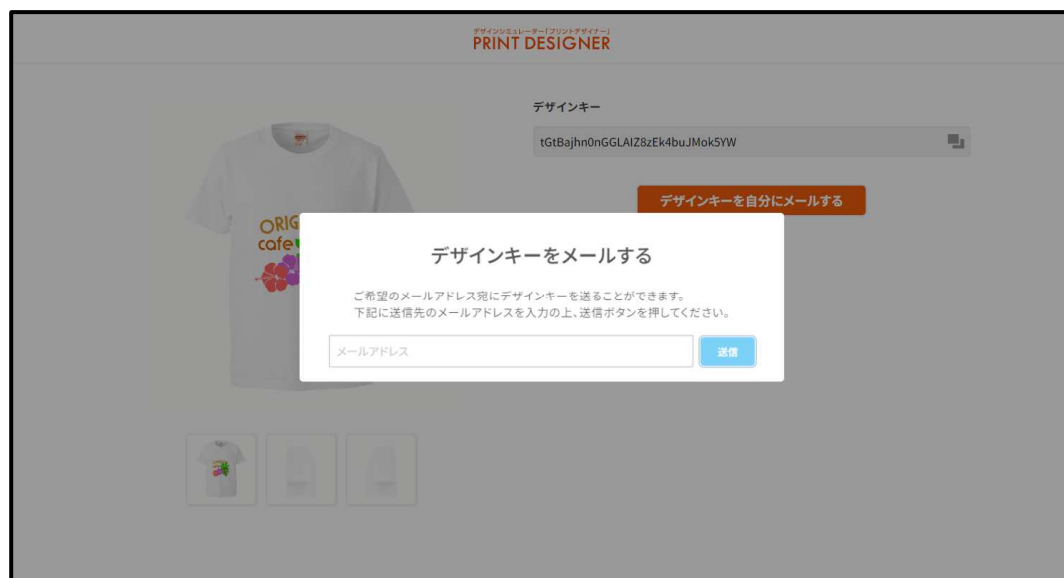 デザインシミュレーター「プリントデザイナー」
PRINT DESIGNER
デザインキー
tGtBajhn0nGGLAIZ8zEk4buJMok5YW
デザインキーを自分にメールする
ORIG
cafe
デザインキーをメールする
ご希望のメールアドレス宛にデザインキーを送ることができます。
下記に送信先のメールアドレスを入力の上、送信ボタンを押してください。
メールアドレス
送信